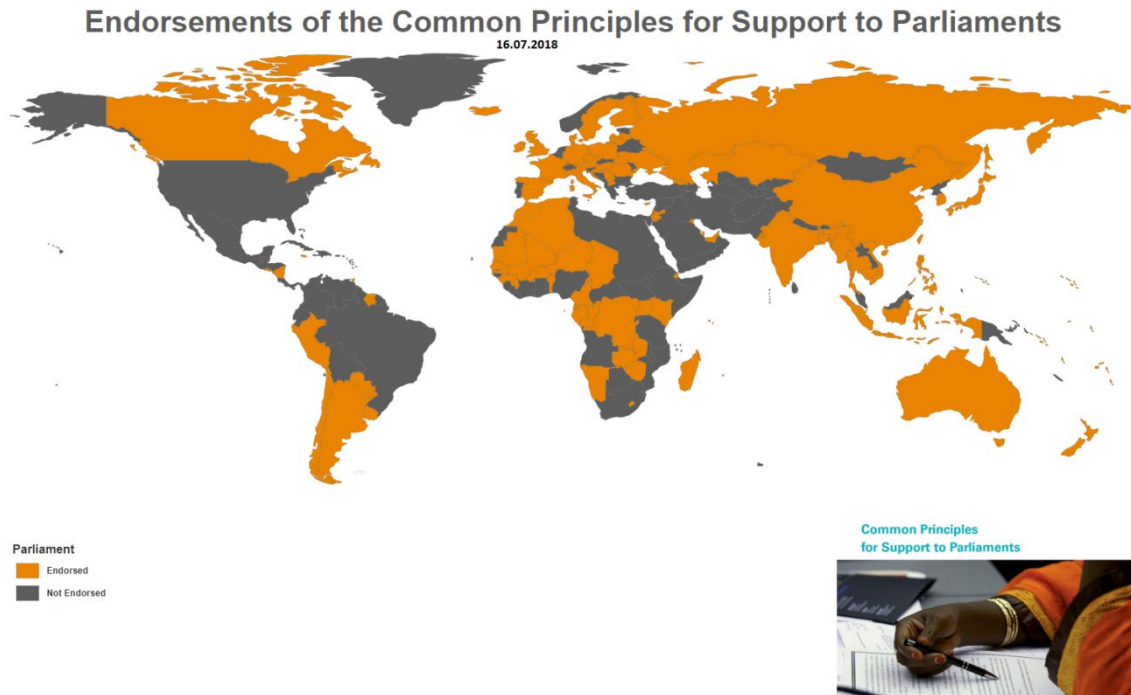 Endorsements of the Common Principles for Support to Parliaments
16.07.2018
Parliament
Endorsed
Not Endorsed
Common Principles
for Support to Parliaments